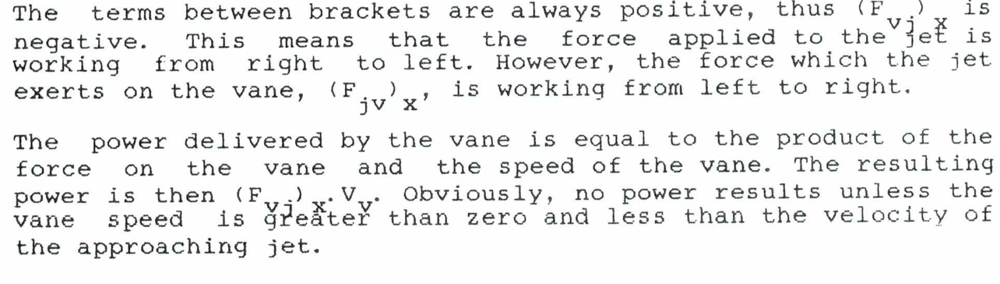 The terms between brackets are always positive, thus (F_vj)_x is
negative. This means that the force applied to the jet is
working from right to left. However, the force which the jet
exerts on the vane, (F_jv)_x, is working from left to right.
The power delivered by the vane is equal to the product of the
force on the vane and the speed of the vane. The resulting
power is then (F_vj)_x.V_v. Obviously, no power results unless the
vane speed is greater than zero and less than the velocity of
the approaching jet.